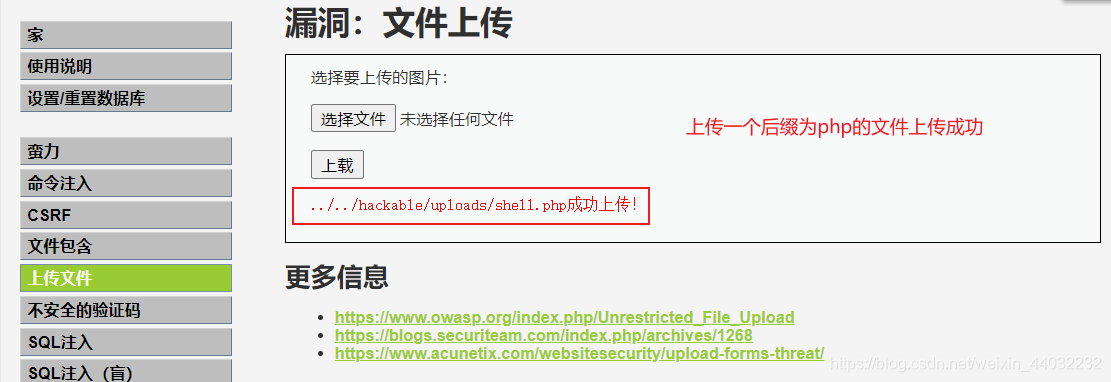 家
使用说明
设置/重置数据库
蛮力
命令注入
CSRF
文件包含
上传文件
不安全的验证码
SQL注入
SQL注入（盲）
漏洞：文件上传
选择要上传的图片：
选择文件 未选择任何文件
上传一个后缀为php的文件上传成功
上载
../../hackable/uploads/shell.php成功上传！
更多信息
https://www.owasp.org/index.php/Unrestricted_File_Upload
https://blogs.securiteam.com/index.php/archives/1268
https://www.acunetix.com/websitesecurity/upload-forms-threat/
https://blog.csdn.net/weixin_44032232